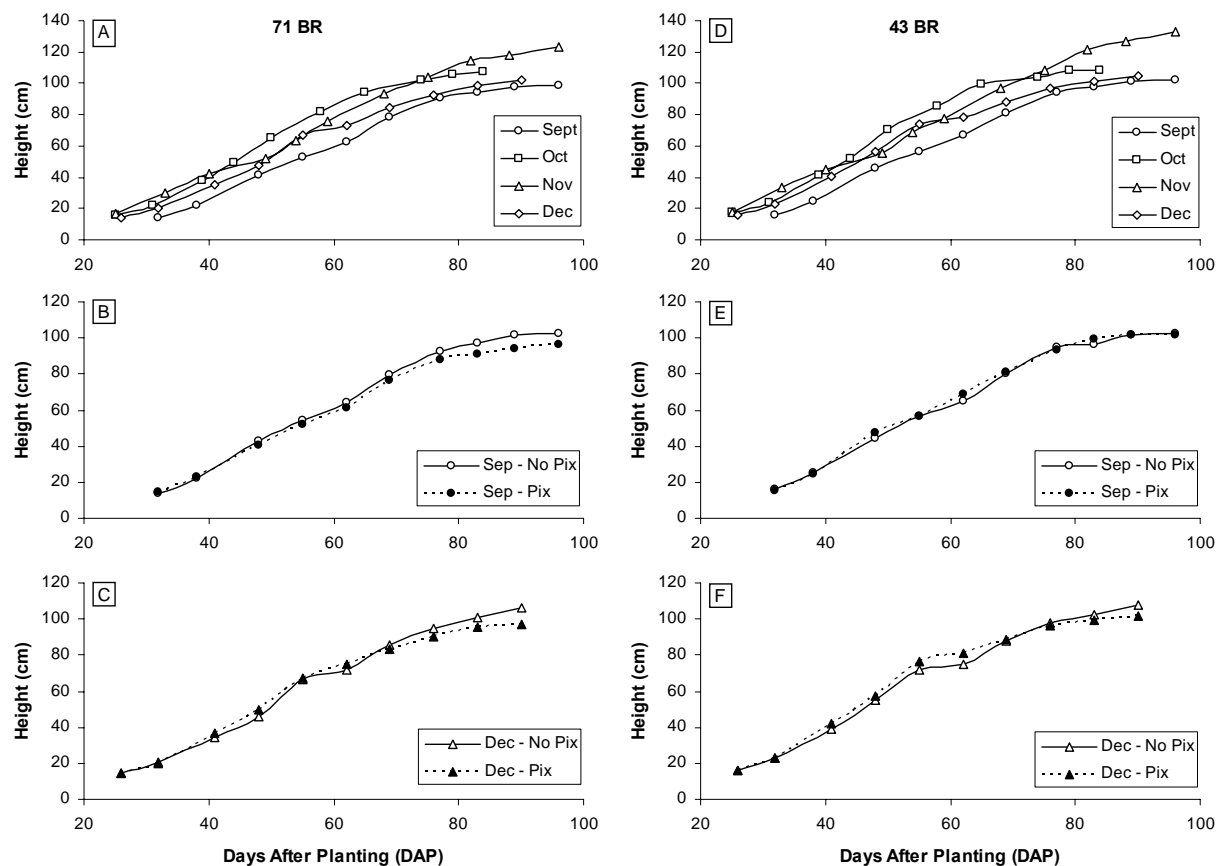 71 BR
A
Height (cm)
140
120
100
80
60
40
20
0
20 40 60 80 100
Sept
Oct
Nov
Dec
43 BR
D
Height (cm)
140
120
100
80
60
40
20
0
20 40 60 80 100
Sept
Oct
Nov
Dec
B
Height (cm)
120
100
80
60
40
20
0
20 40 60 80 100
Sep - No Pix
Sep - Pix
E
Height (cm)
120
100
80
60
40
20
0
20 40 60 80 100
Sep - No Pix
Sep - Pix
C
Height (cm)
120
100
80
60
40
20
0
20 40 60 80 100
Dec - No Pix
Dec - Pix
Days After Planting (DAP)
F
Height (cm)
120
100
80
60
40
20
0
20 40 60 80 100
Dec - No Pix
Dec - Pix
Days After Planting (DAP)